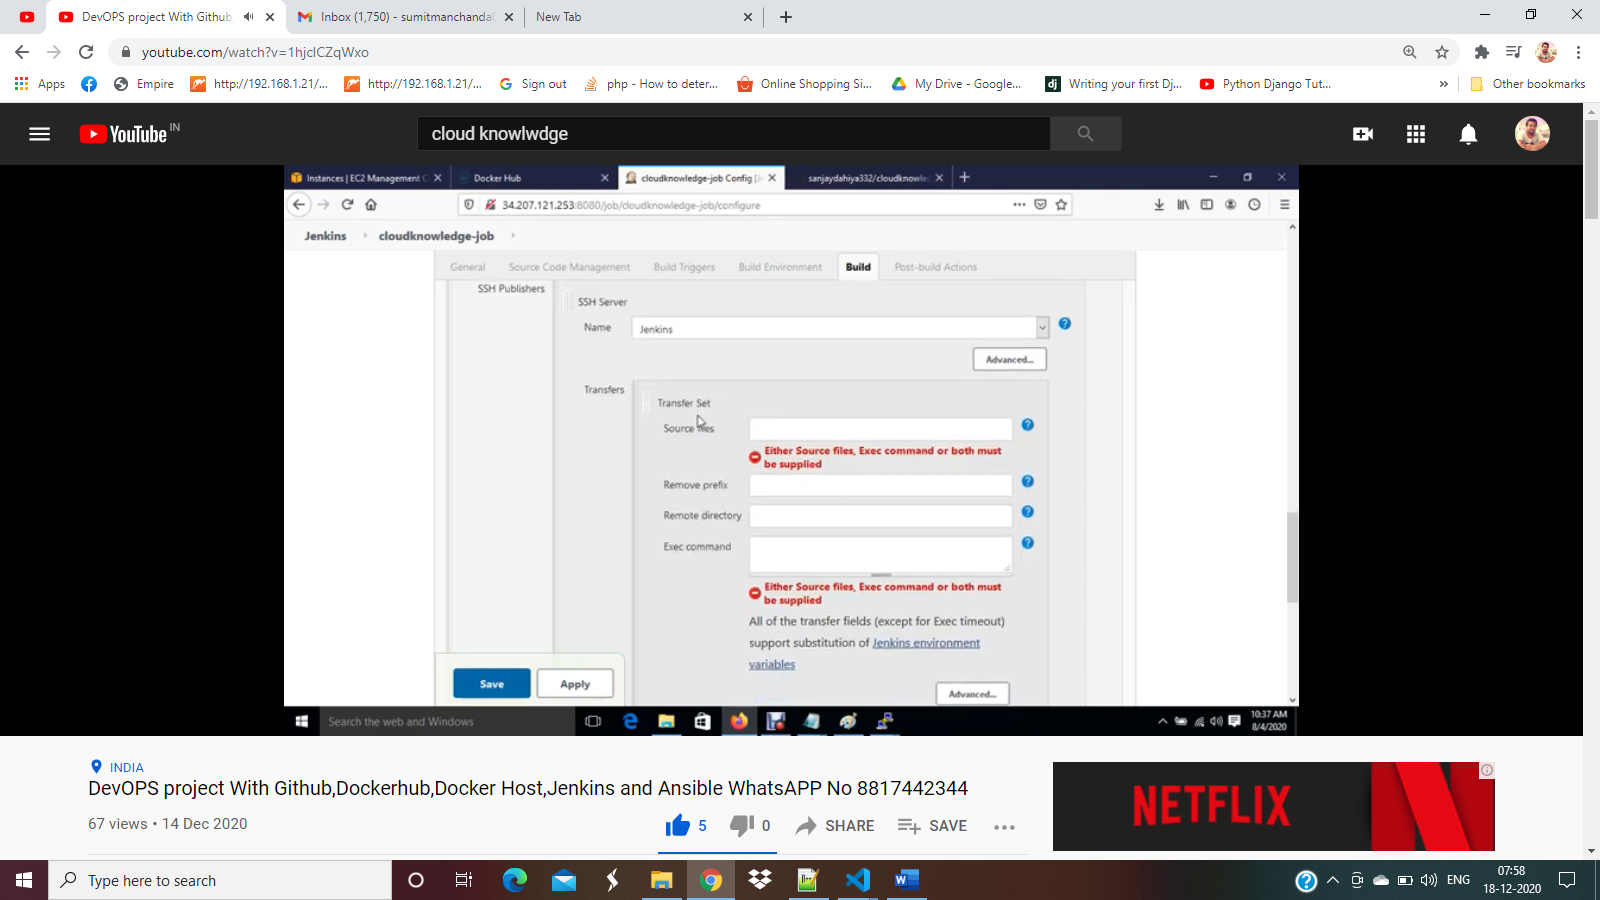 DevOPS project With Github,
Inbox (1,750) - sumitmanchanda
New Tab
youtube.com/watch?v=1hjclCZqWxo
Apps
Empire
http://192.168.1.21/...
http://192.168.1.21/...
Sign out
php - How to deter...
Online Shopping Si...
My Drive - Google...
dj
Writing your first Dj...
Python Django Tut...
»
Other bookmarks
YouTube IN
cloud knowlwdge
Instances | EC2 Management C
Docker Hub
cloudknowledge-job Config [J
sanjaydahiya332/cloudknowled
34.207.121.253:8080/job/cloudknowledge-job/configure
Jenkins
cloudknowledge-job
General
Source Code Management
Build Triggers
Build Environment
Build
Post-build Actions
SSH Publishers
SSH Server
Name
Jenkins
Advanced...
Transfers
Transfer Set
Source files
Either Source files, Exec command or both must
be supplied
Remove prefix
Remote directory
Exec command
Either Source files, Exec command or both must
be supplied
All of the transfer fields (except for Exec timeout)
support substitution of Jenkins environment
variables
Save
Apply
Advanced...
Search the web and Windows
10:37 AM
8/4/2020
INDIA
DevOPS project With Github,Dockerhub,Docker Host,Jenkins and Ansible WhatsAPP No 8817442344
67 views • 14 Dec 2020
5
0
SHARE
SAVE
NETFLIX
Type here to search
ENG
07:58
18-12-2020